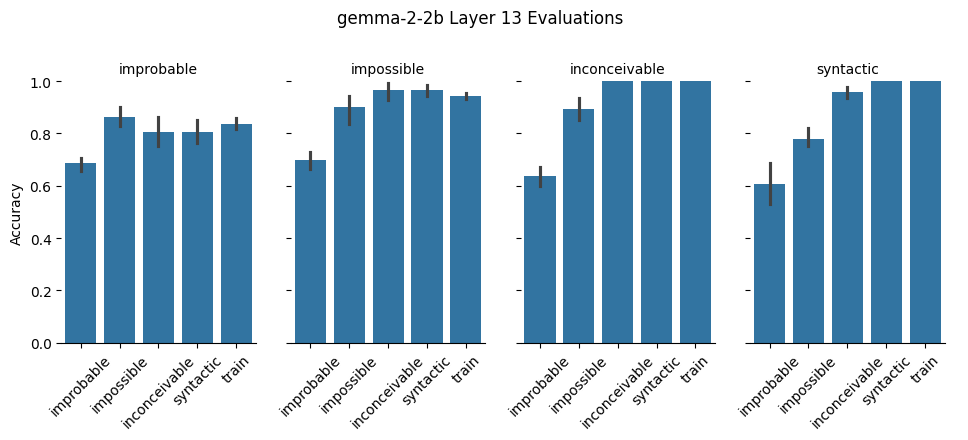 gemma-2-2b Layer 13 Evaluations
improbable
impossible
inconceivable
syntactic
Accuracy
1.0
0.8
0.6
0.4
0.2
0.0
improbable
impossible
inconceivable
syntactic
train
improbable
impossible
inconceivable
syntactic
train
improbable
impossible
inconceivable
syntactic
train
improbable
impossible
inconceivable
syntactic
train